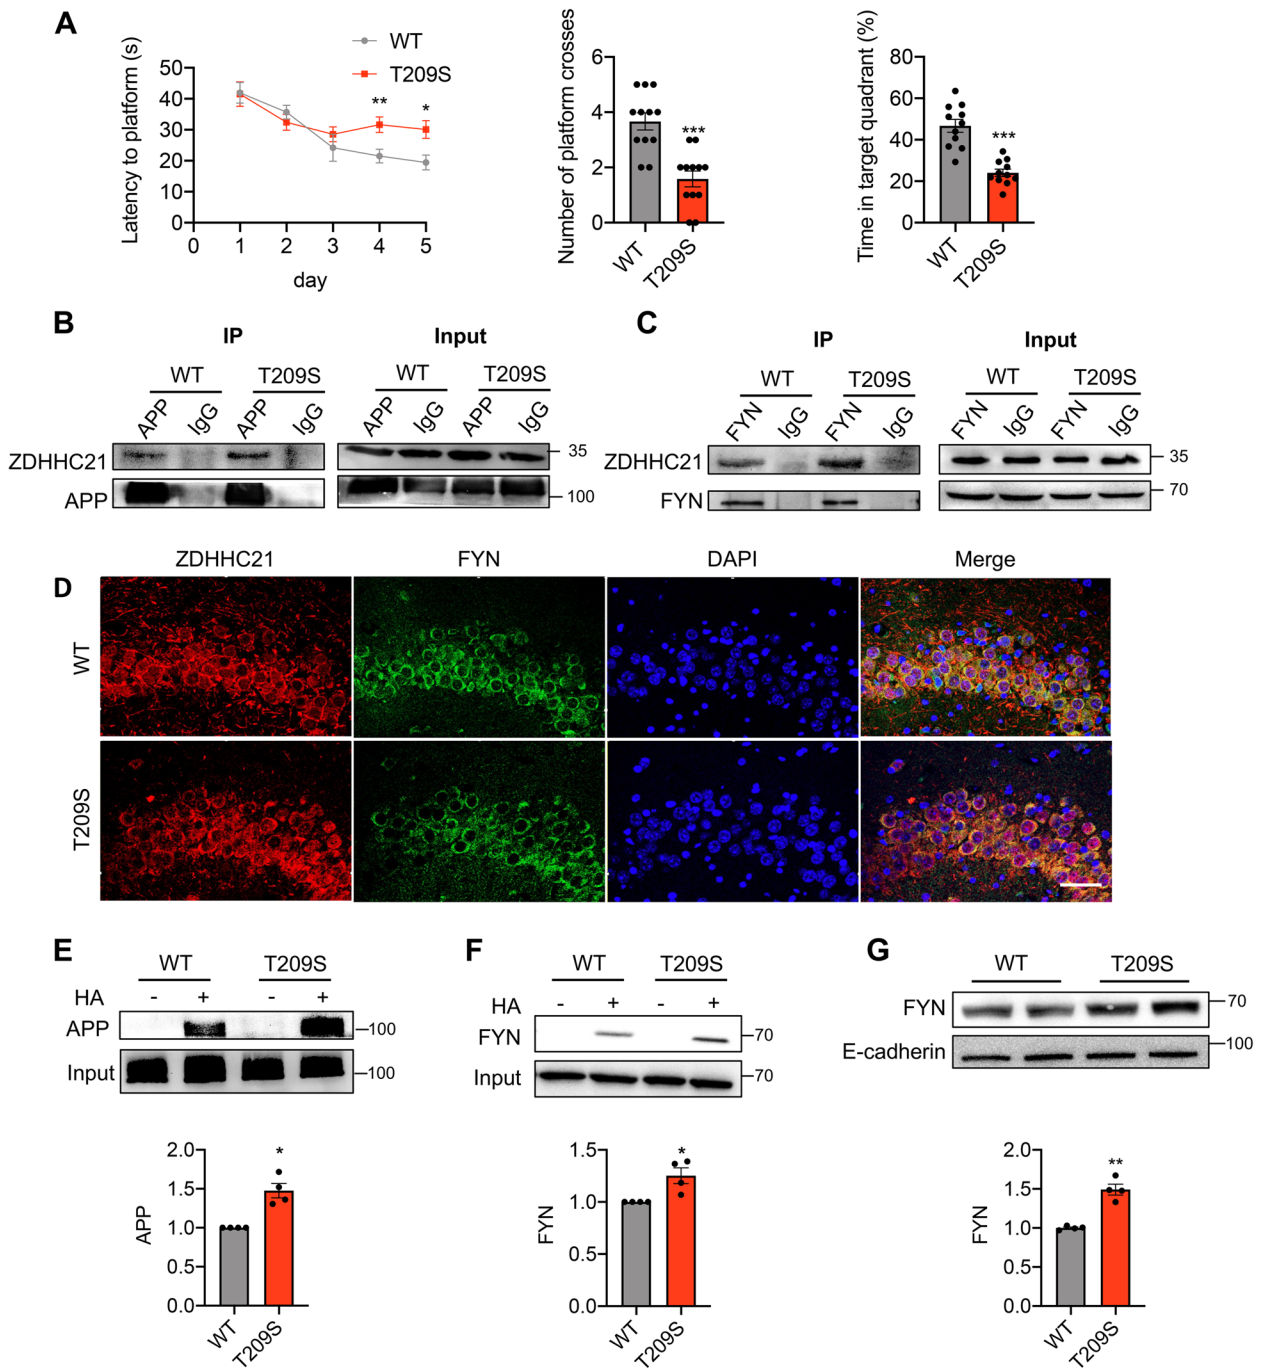 A
WT
T209S
Latency to platform (s)
50
40
30
20
10
0
** *
0 1 2 3 4 5
day
Number of platform crosses
6
4
2
0
***
WT T209S
Time in target quadrant (%)
80
60
40
20
0
***
WT T209S
B
IP Input
WT T209S WT T209S
APP IgG APP IgG APP IgG APP IgG
ZDHHC21 35
APP 100
C
IP Input
WT T209S WT T209S
FYN IgG FYN IgG FYN IgG FYN IgG
ZDHHC21 35
FYN 70
D
ZDHHC21 FYN DAPI Merge
WT
T209S
E
WT T209S
HA - + - +
APP 100
Input 100
APP
2.0
1.5
1.0
0.5
0.0
*
WT T209S
F
WT T209S
HA - + - +
FYN 70
Input 70
FYN
1.5
1.0
0.5
0.0
*
WT T209S
G
WT T209S
FYN 70
E-cadherin 100
FYN
2.0
1.5
1.0
0.5
0.0
**
WT T209S